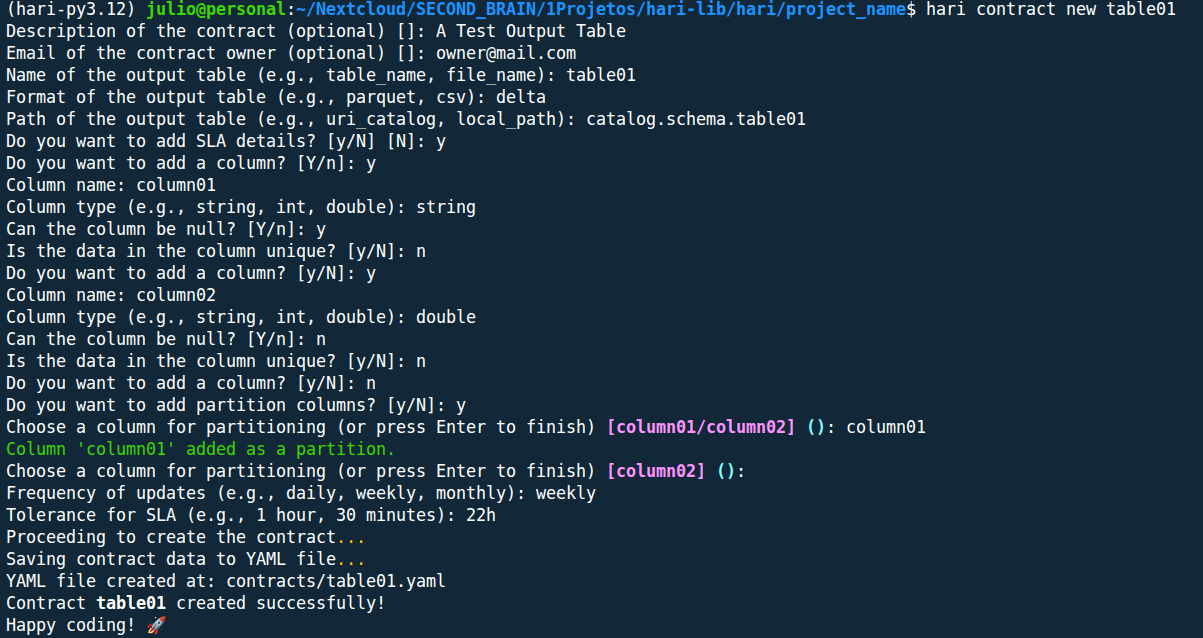 (hari-py3.12) julio@personal:~/Nextcloud/SECOND_BRAIN/1Projetos/hari-lib/hari/project_name$ hari contract new table01
Description of the contract (optional) []: A Test Output Table
Email of the contract owner (optional) []: owner@mail.com
Name of the output table (e.g., table_name, file_name): table01
Format of the output table (e.g., parquet, csv): delta
Path of the output table (e.g., uri_catalog, local_path): catalog.schema.table01
Do you want to add SLA details? [y/N] [N]: y
Do you want to add a column? [Y/n]: y
Column name: column01
Column type (e.g., string, int, double): string
Can the column be null? [Y/n]: y
Is the data in the column unique? [y/N]: n
Do you want to add a column? [y/N]: y
Column name: column02
Column type (e.g., string, int, double): double
Can the column be null? [Y/n]: n
Is the data in the column unique? [y/N]: n
Do you want to add a column? [y/N]: n
Do you want to add partition columns? [y/N]: y
Choose a column for partitioning (or press Enter to finish) [column01/column02] (): column01
Column 'column01' added as a partition.
Choose a column for partitioning (or press Enter to finish) [column02] ():
Frequency of updates (e.g., daily, weekly, monthly): weekly
Tolerance for SLA (e.g., 1 hour, 30 minutes): 22h
Proceeding to create the contract...
Saving contract data to YAML file...
YAML file created at: contracts/table01.yaml
Contract table01 created successfully!
Happy coding! 🚀